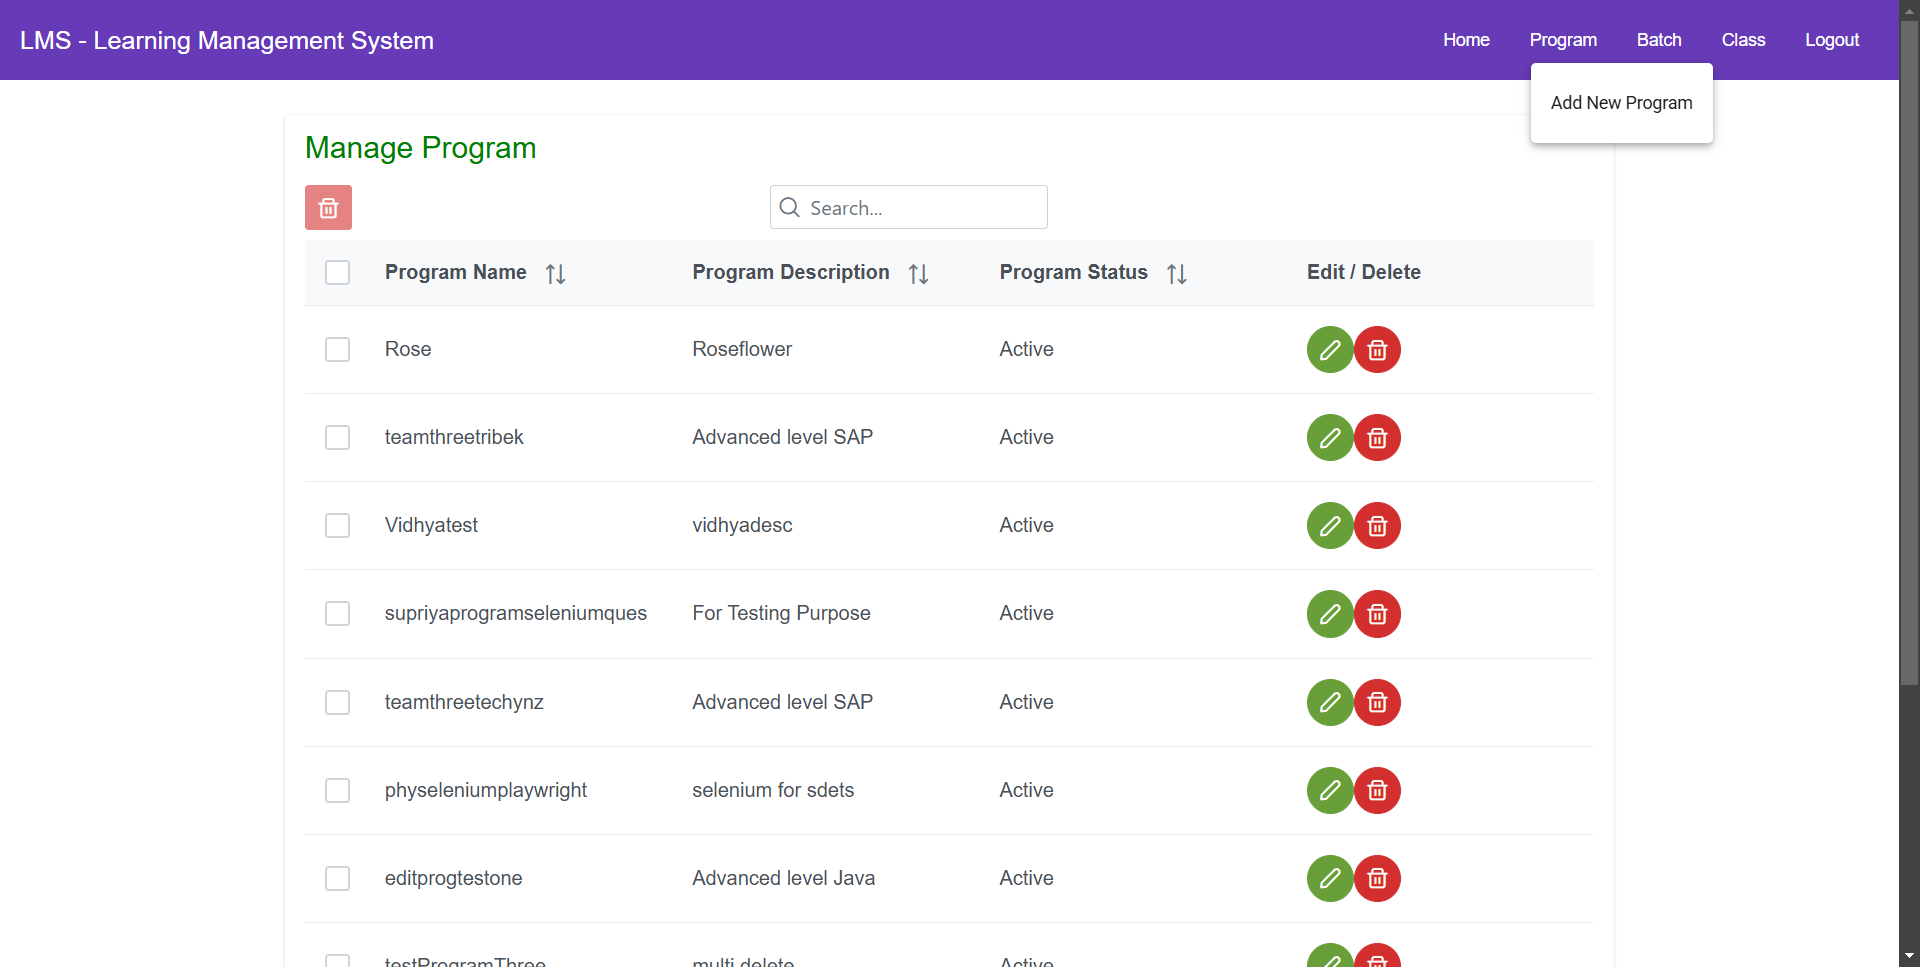 LMS - Learning Management System
Home Program Batch Class Logout
Add New Program
Manage Program
Search...
Program Name Program Description Program Status Edit / Delete
Rose Roseflower Active
teamthreetribek Advanced level SAP Active
Vidhyatest vidhyadesc Active
supriyaprogramseleniumques For Testing Purpose Active
teamthreetechynz Advanced level SAP Active
physeleniumplaywright selenium for sdets Active
editprogtestone Advanced level Java Active
testProgramThree multi delete Active